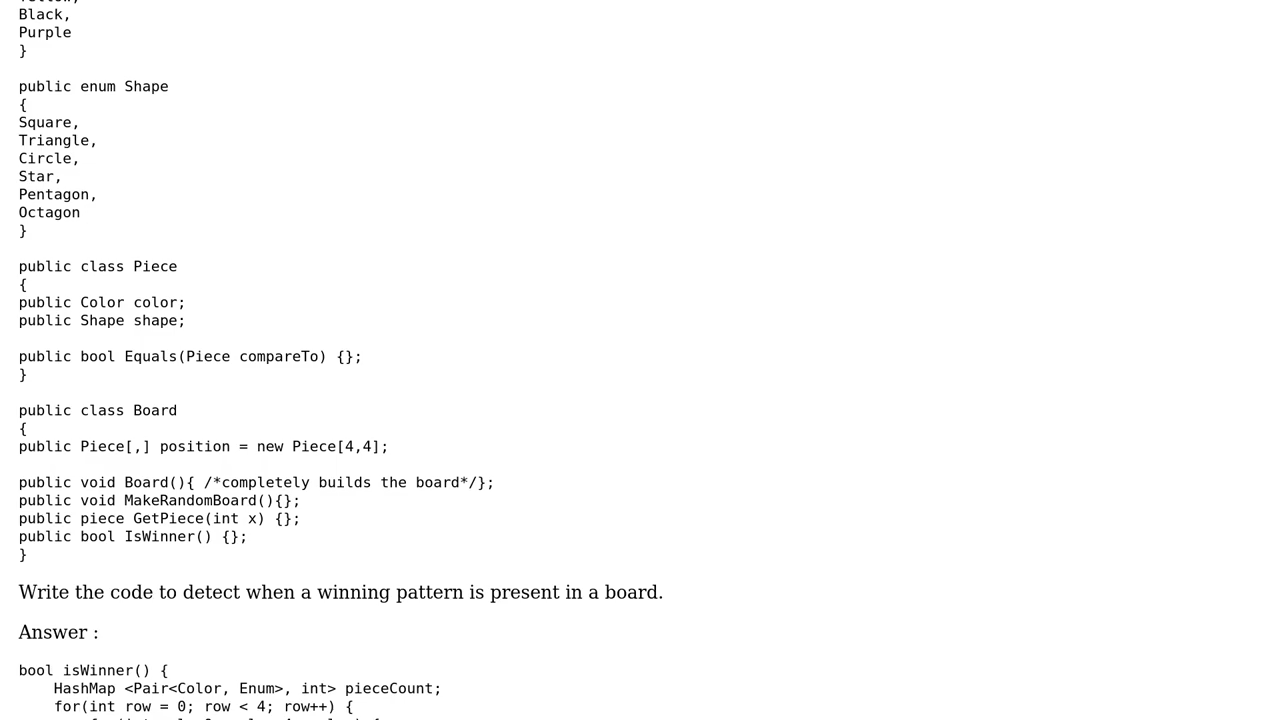 Black,
Purple
}
public enum Shape
{
Square,
Triangle,
Circle,
Star,
Pentagon,
Octagon
}
public class Piece
{
public Color color;
public Shape shape;
public bool Equals(Piece compareTo) {};
}
public class Board
{
public Piece[,] position = new Piece[4,4];
public void Board(){ /*completely builds the board*/};
public void MakeRandomBoard(){};
public piece GetPiece(int x) {};
public bool IsWinner() {};
}
Write the code to detect when a winning pattern is present in a board.
Answer :
bool isWinner() {
    HashMap <Pair<Color, Enum>, int> pieceCount;
    for(int row = 0; row < 4; row++) {